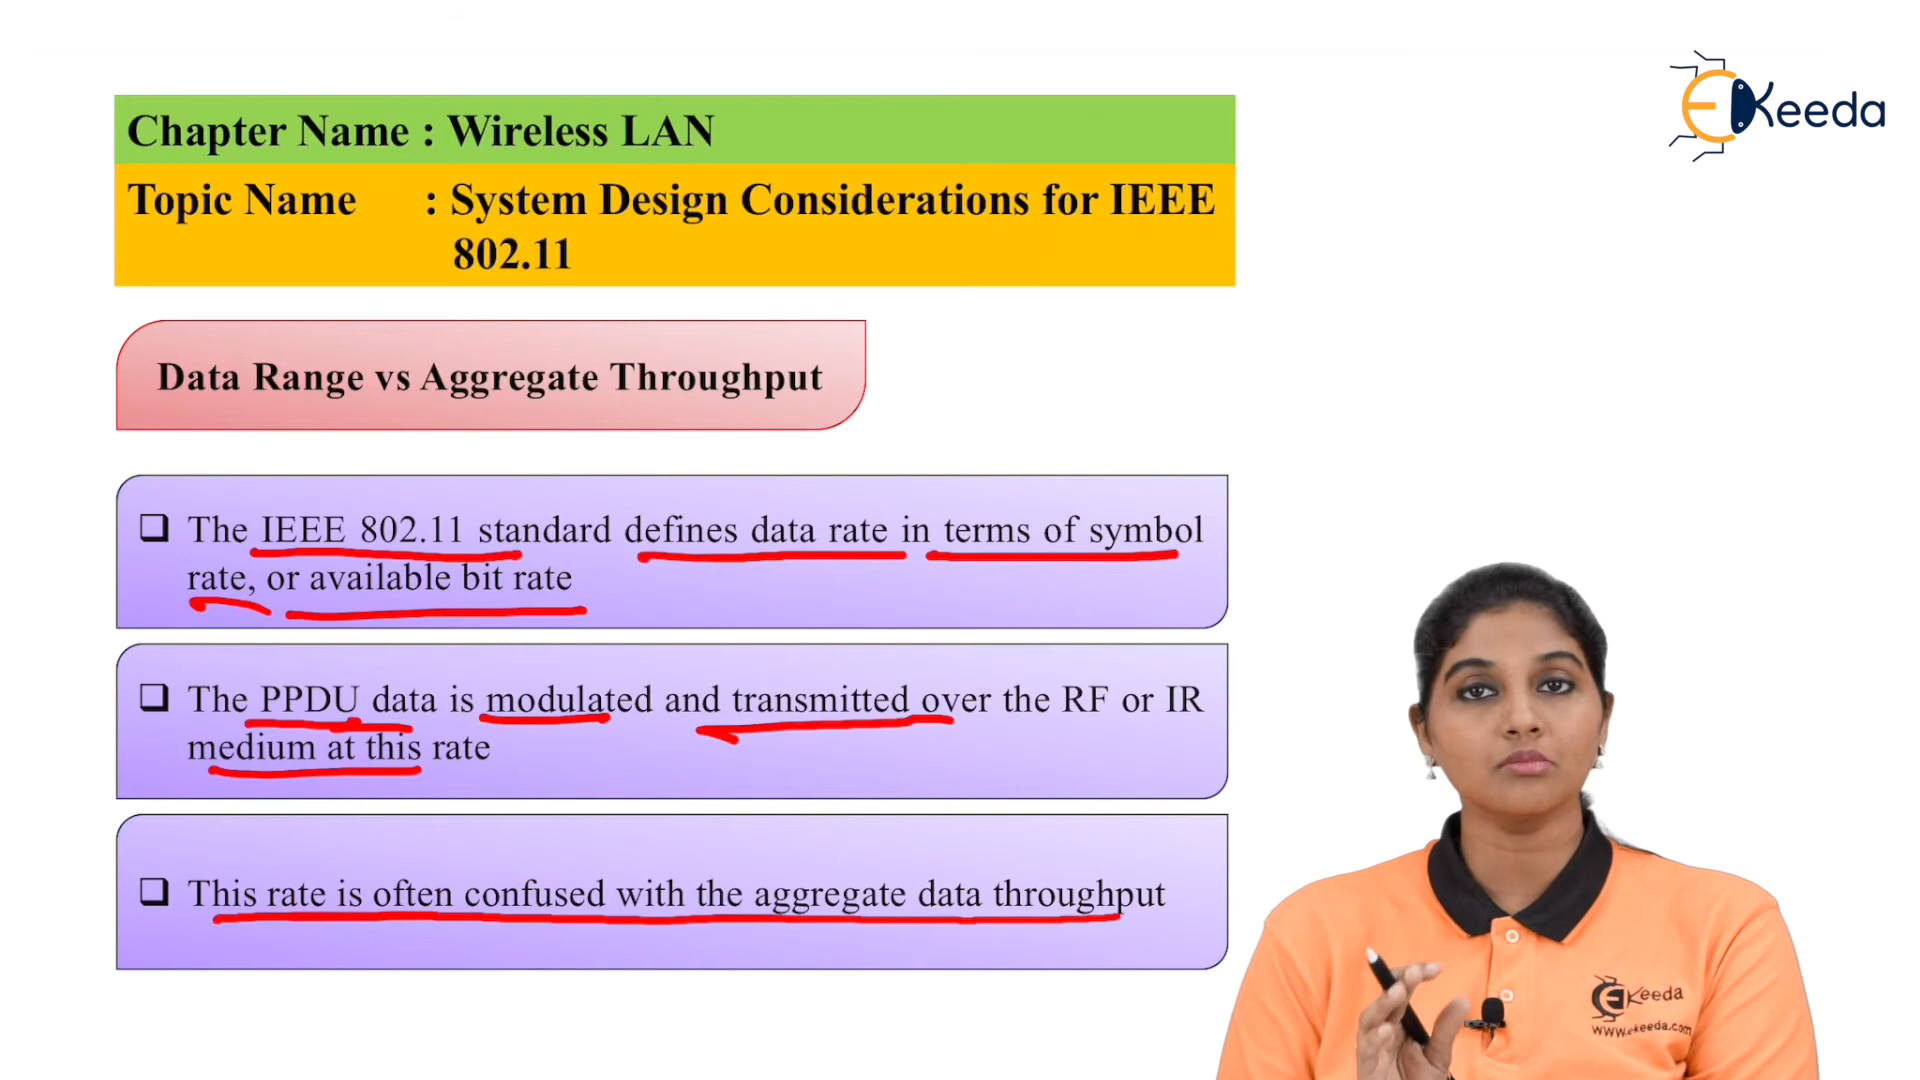 EKeeda
Chapter Name : Wireless LAN
Topic Name : System Design Considerations for IEEE
802.11
Data Range vs Aggregate Throughput
❑ The IEEE 802.11 standard defines data rate in terms of symbol
rate, or available bit rate
❑ The PPDU data is modulated and transmitted over the RF or IR
medium at this rate
❑ This rate is often confused with the aggregate data throughput
EKeeda
www.ekeeda.com